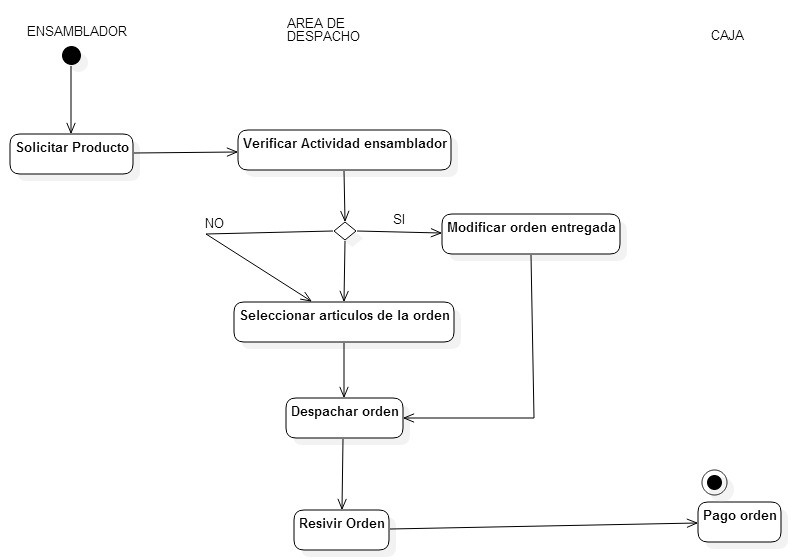 ENSAMBLADOR
AREA DE
DESPACHO
CAJA
Solicitar Producto
Verificar Actividad ensamblador
NO
SI
Modificar orden entregada
Seleccionar articulos de la orden
Despachar orden
Resivir Orden
Pago orden